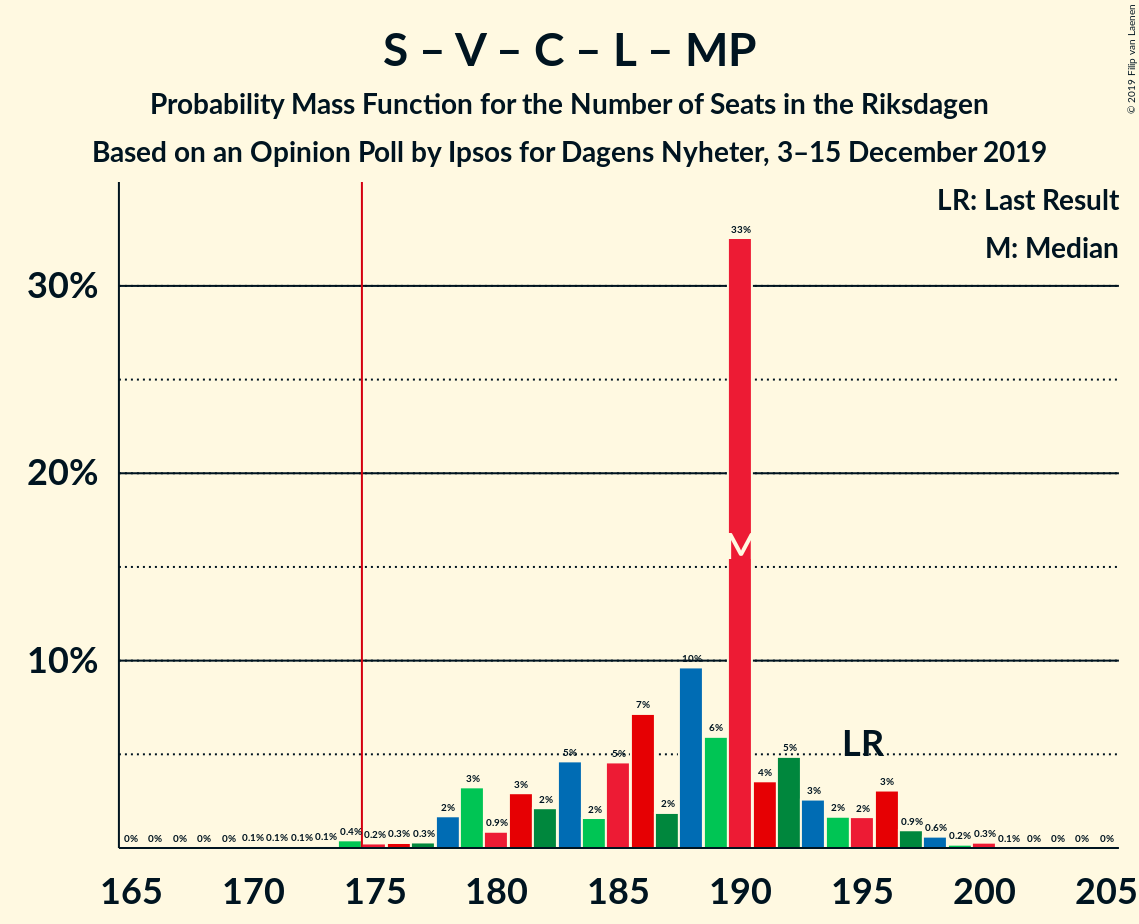 S – V – C – L – MP
Probability Mass Function for the Number of Seats in the Riksdagen
Based on an Opinion Poll by Ipsos for Dagens Nyheter, 3–15 December 2019
© 2019 Filip van Laenen
LR: Last Result
M: Median
30%
20%
10%
0% 0% 0% 0% 0% 0.1% 0.1% 0.1% 0.1% 0.4% 0.2% 0.3% 0.3% 2% 3% 0.9% 3% 2% 5% 2% 5% 7% 2% 10% 6% 33% 4% 5% 3% 2% 2% 3% 0.9% 0.6% 0.2% 0.3% 0.1% 0% 0% 0% 0%
M
LR
165 170 175 180 185 190 195 200 205